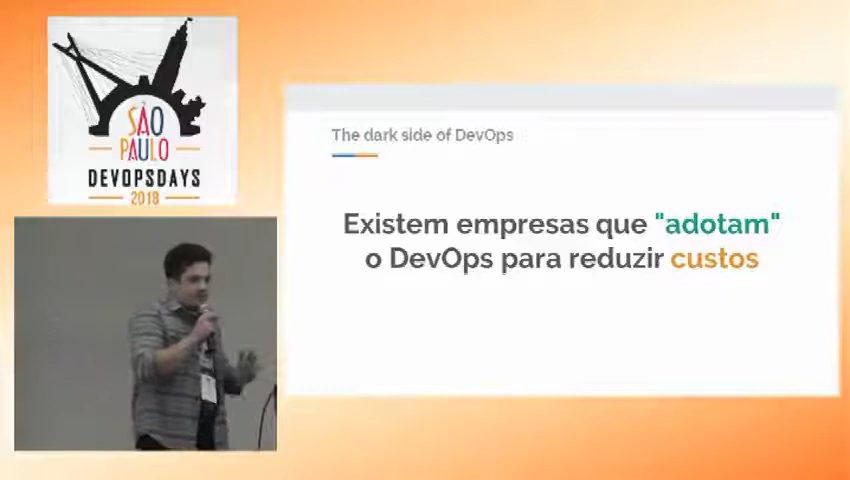 SÃO
PAULO
DEVOPSDAYS
2018
The dark side of DevOps
Existem empresas que "adotam"
o DevOps para reduzir custos